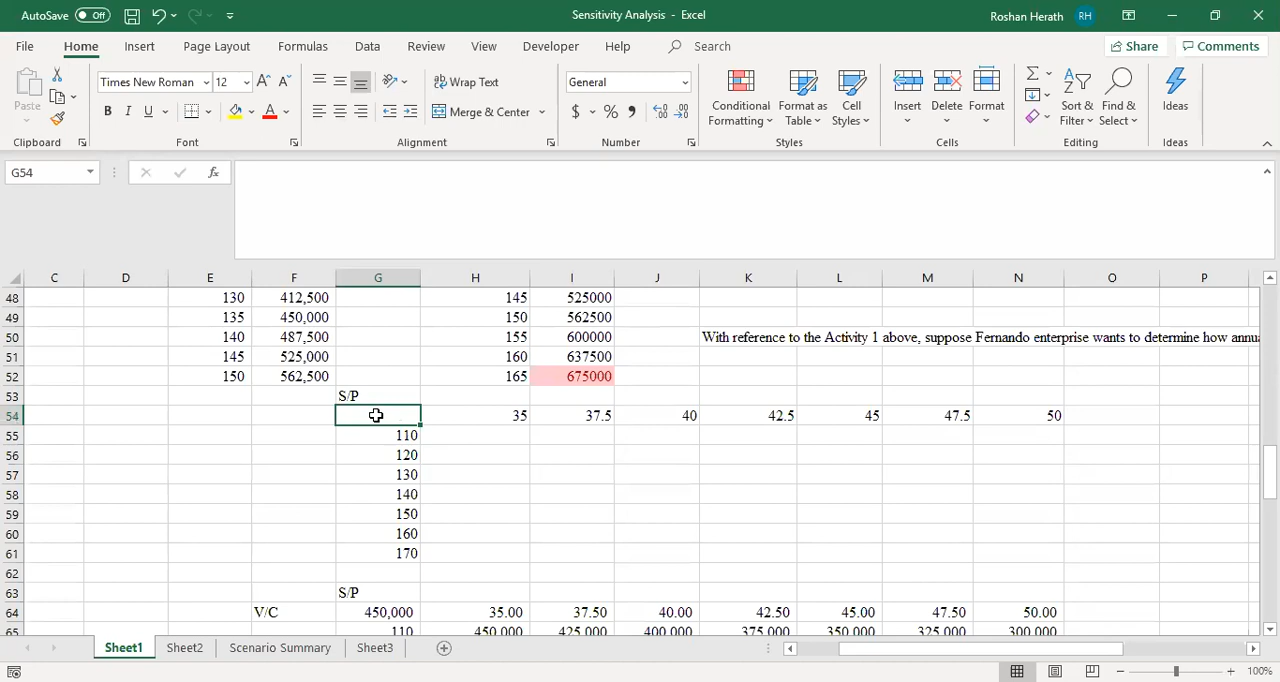 AutoSave Off Sensitivity Analysis - Excel Roshan Herath RH
File Home Insert Page Layout Formulas Data Review View Developer Help Search Share Comments
Paste Times New Roman 12 A A Wrap Text General Conditional Formatting Format as Table Cell Styles Insert Delete Format Sort & Filter Find & Select Ideas
B I U A Merge & Center $ %
Clipboard Font Alignment Number Styles Cells Editing Ideas
G54 fx
C D E F G H I J K L M N O P
48 130 412,500 145 525000
49 135 450,000 150 562500
50 140 487,500 155 600000 With reference to the Activity 1 above, suppose Fernando enterprise wants to determine how annua
51 145 525,000 160 637500
52 150 562,500 165 675000
53 S/P
54 35 37.5 40 42.5 45 47.5 50
55 110
56 120
57 130
58 140
59 150
60 160
61 170
62
63 S/P
64 V/C 450,000 35.00 37.50 40.00 42.50 45.00 47.50 50.00
65 110 450,000 425,000 400,000 375,000 350,000 325,000 300,000
Sheet1 Sheet2 Scenario Summary Sheet3
100%